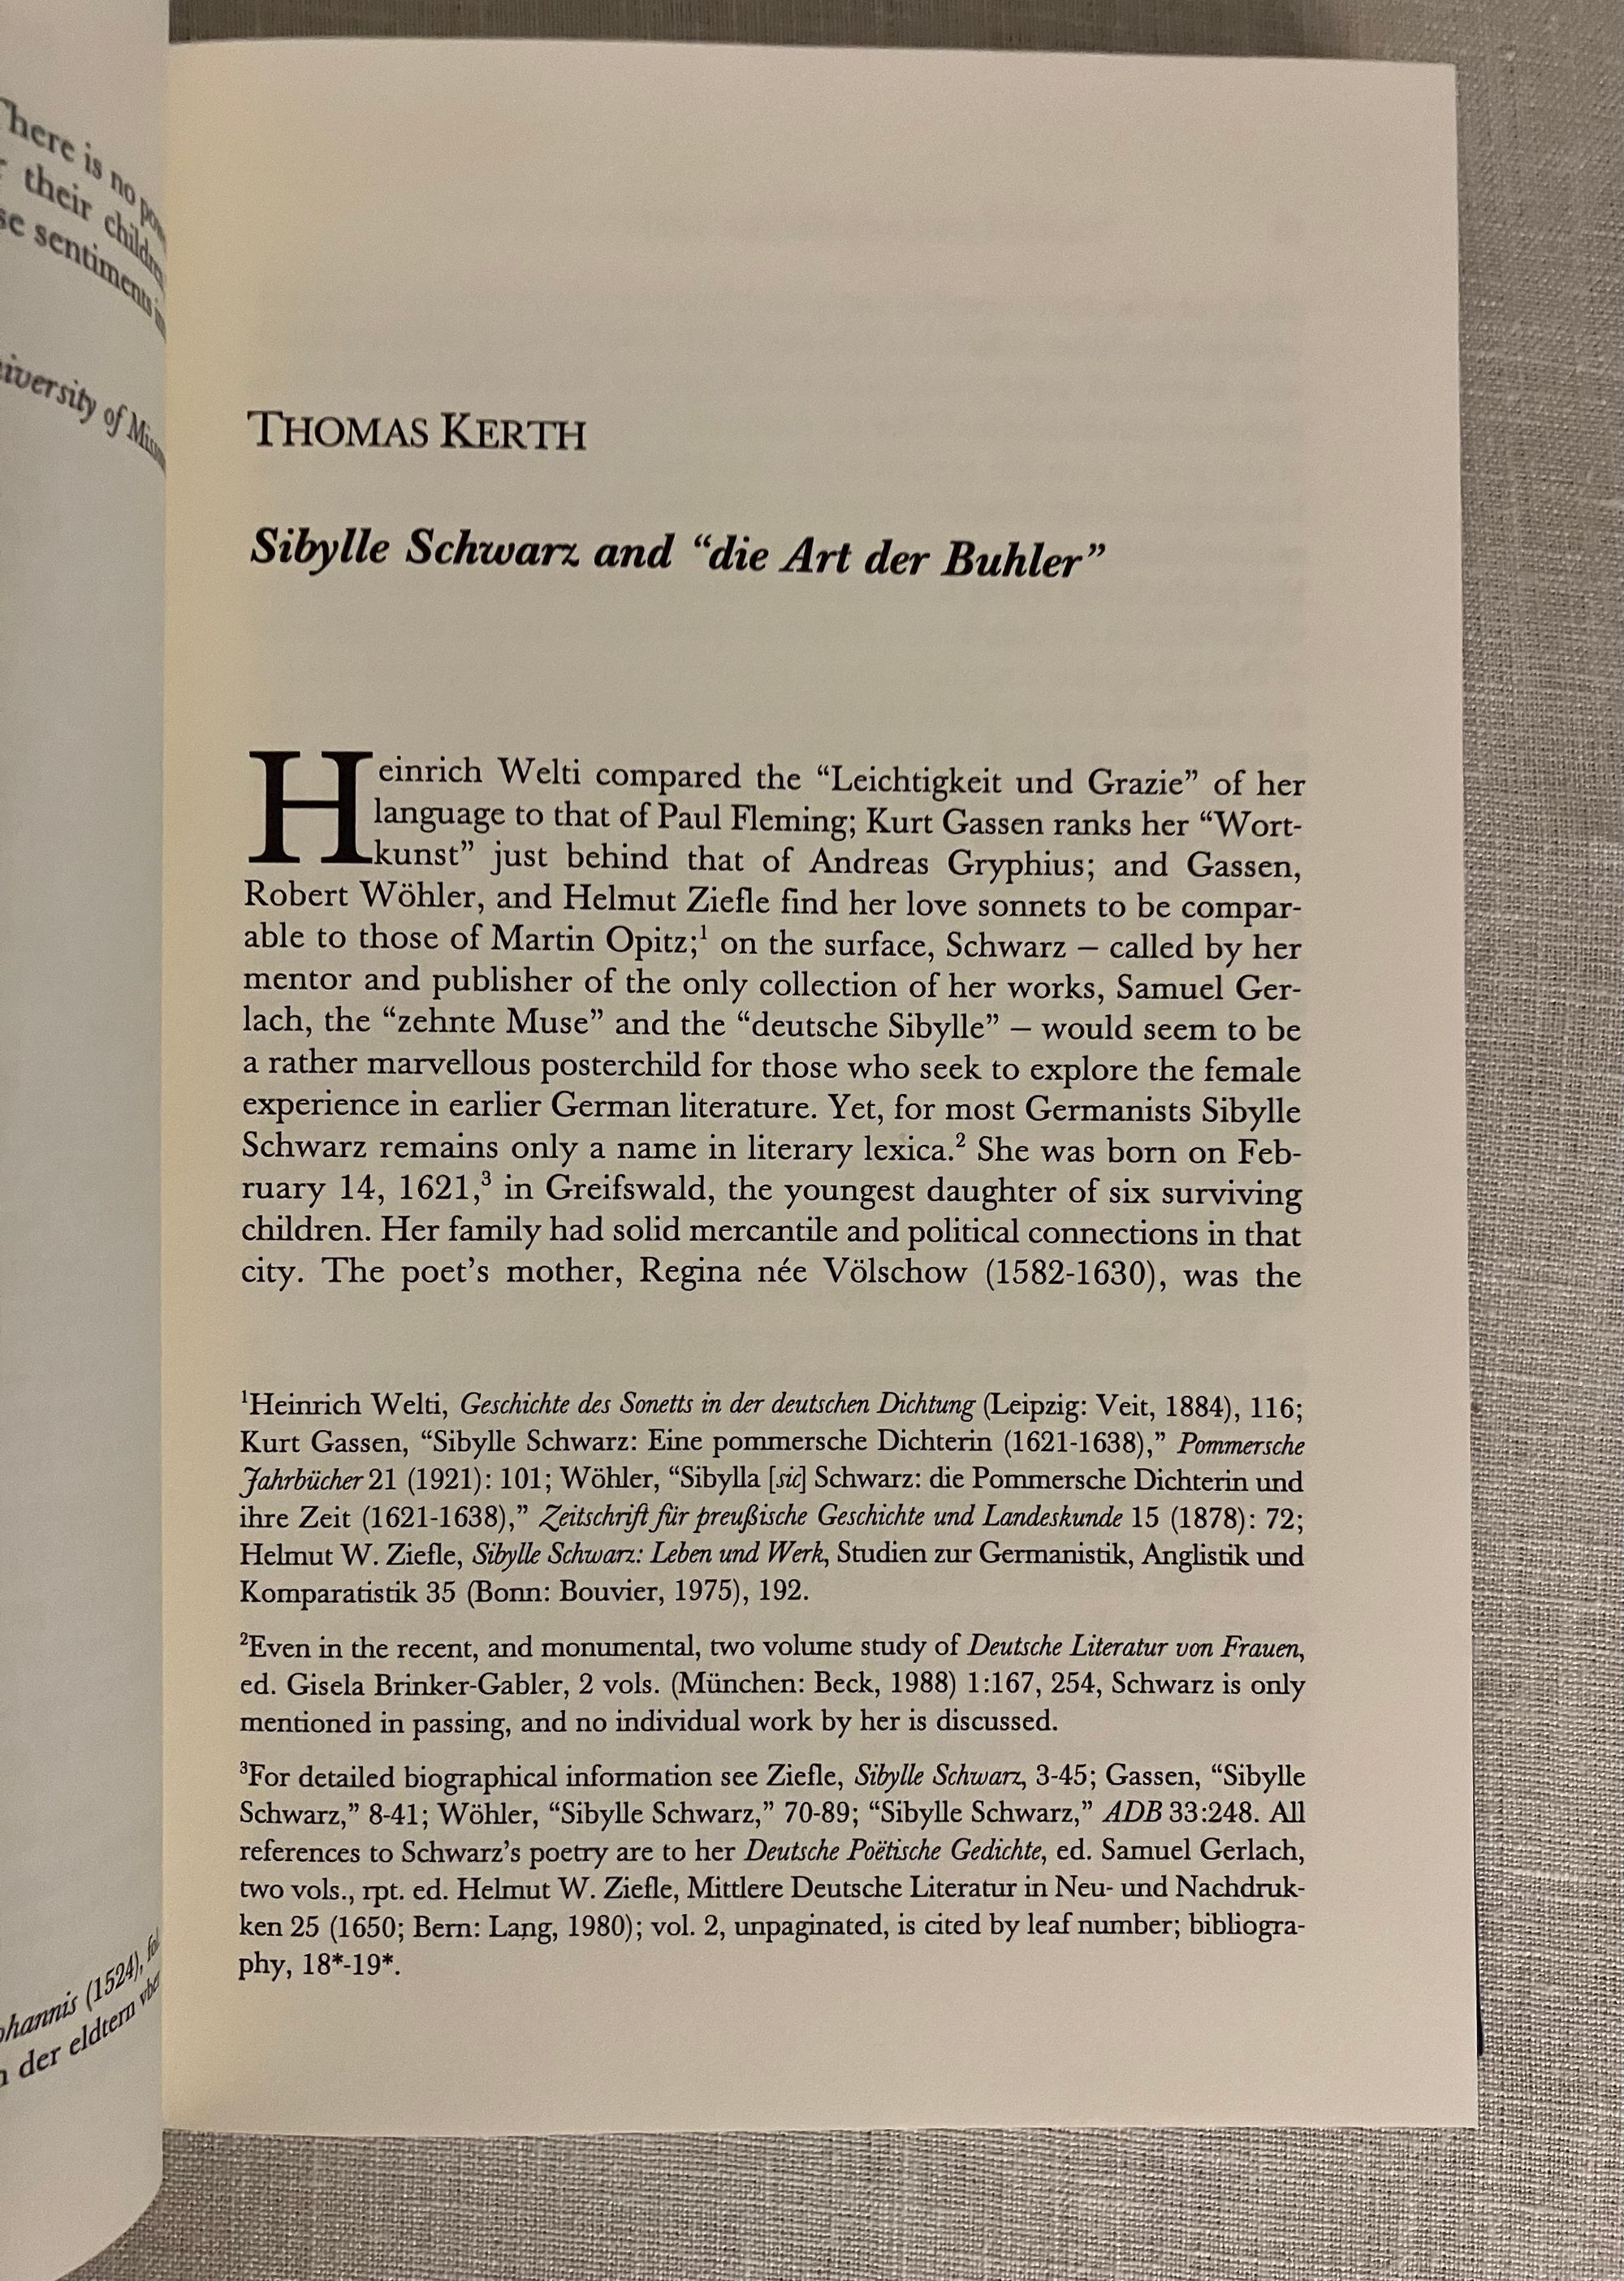 There is no
their
se sentiments
iversity of
ohannis (1524),
der eldtern
THOMAS KERTH
Sibylle Schwarz and “die Art der Buhler”
Heinrich Welti compared the “Leichtigkeit und Grazie” of her
language to that of Paul Fleming; Kurt Gassen ranks her “Wort-
kunst” just behind that of Andreas Gryphius; and Gassen,
Robert Wöhler, and Helmut Ziefle find her love sonnets to be compar-
able to those of Martin Opitz;¹ on the surface, Schwarz – called by her
mentor and publisher of the only collection of her works, Samuel Ger-
lach, the “zehnte Muse” and the “deutsche Sibylle” – would seem to be
a rather marvellous posterchild for those who seek to explore the female
experience in earlier German literature. Yet, for most Germanists Sibylle
Schwarz remains only a name in literary lexica.² She was born on Feb-
ruary 14, 1621,³ in Greifswald, the youngest daughter of six surviving
children. Her family had solid mercantile and political connections in that
city. The poet’s mother, Regina née Völschow (1582-1630), was the
¹Heinrich Welti, Geschichte des Sonetts in der deutschen Dichtung (Leipzig: Veit, 1884), 116;
Kurt Gassen, “Sibylle Schwarz: Eine pommersche Dichterin (1621-1638),” Pommersche
Jahrbücher 21 (1921): 101; Wöhler, “Sibylla [sic] Schwarz: die Pommersche Dichterin und
ihre Zeit (1621-1638),” Zeitschrift für preußische Geschichte und Landeskunde 15 (1878): 72;
Helmut W. Ziefle, Sibylle Schwarz: Leben und Werk, Studien zur Germanistik, Anglistik und
Komparatistik 35 (Bonn: Bouvier, 1975), 192.
²Even in the recent, and monumental, two volume study of Deutsche Literatur von Frauen,
ed. Gisela Brinker-Gabler, 2 vols. (München: Beck, 1988) 1:167, 254, Schwarz is only
mentioned in passing, and no individual work by her is discussed.
³For detailed biographical information see Ziefle, Sibylle Schwarz, 3-45; Gassen, “Sibylle
Schwarz,” 8-41; Wöhler, “Sibylle Schwarz,” 70-89; “Sibylle Schwarz,” ADB 33:248. All
references to Schwarz’s poetry are to her Deutsche Poëtische Gedichte, ed. Samuel Gerlach,
two vols., rpt. ed. Helmut W. Ziefle, Mittlere Deutsche Literatur in Neu- und Nachdruk-
ken 25 (1650; Bern: Lang, 1980); vol. 2, unpaginated, is cited by leaf number; bibliogra-
phy, 18*-19*.